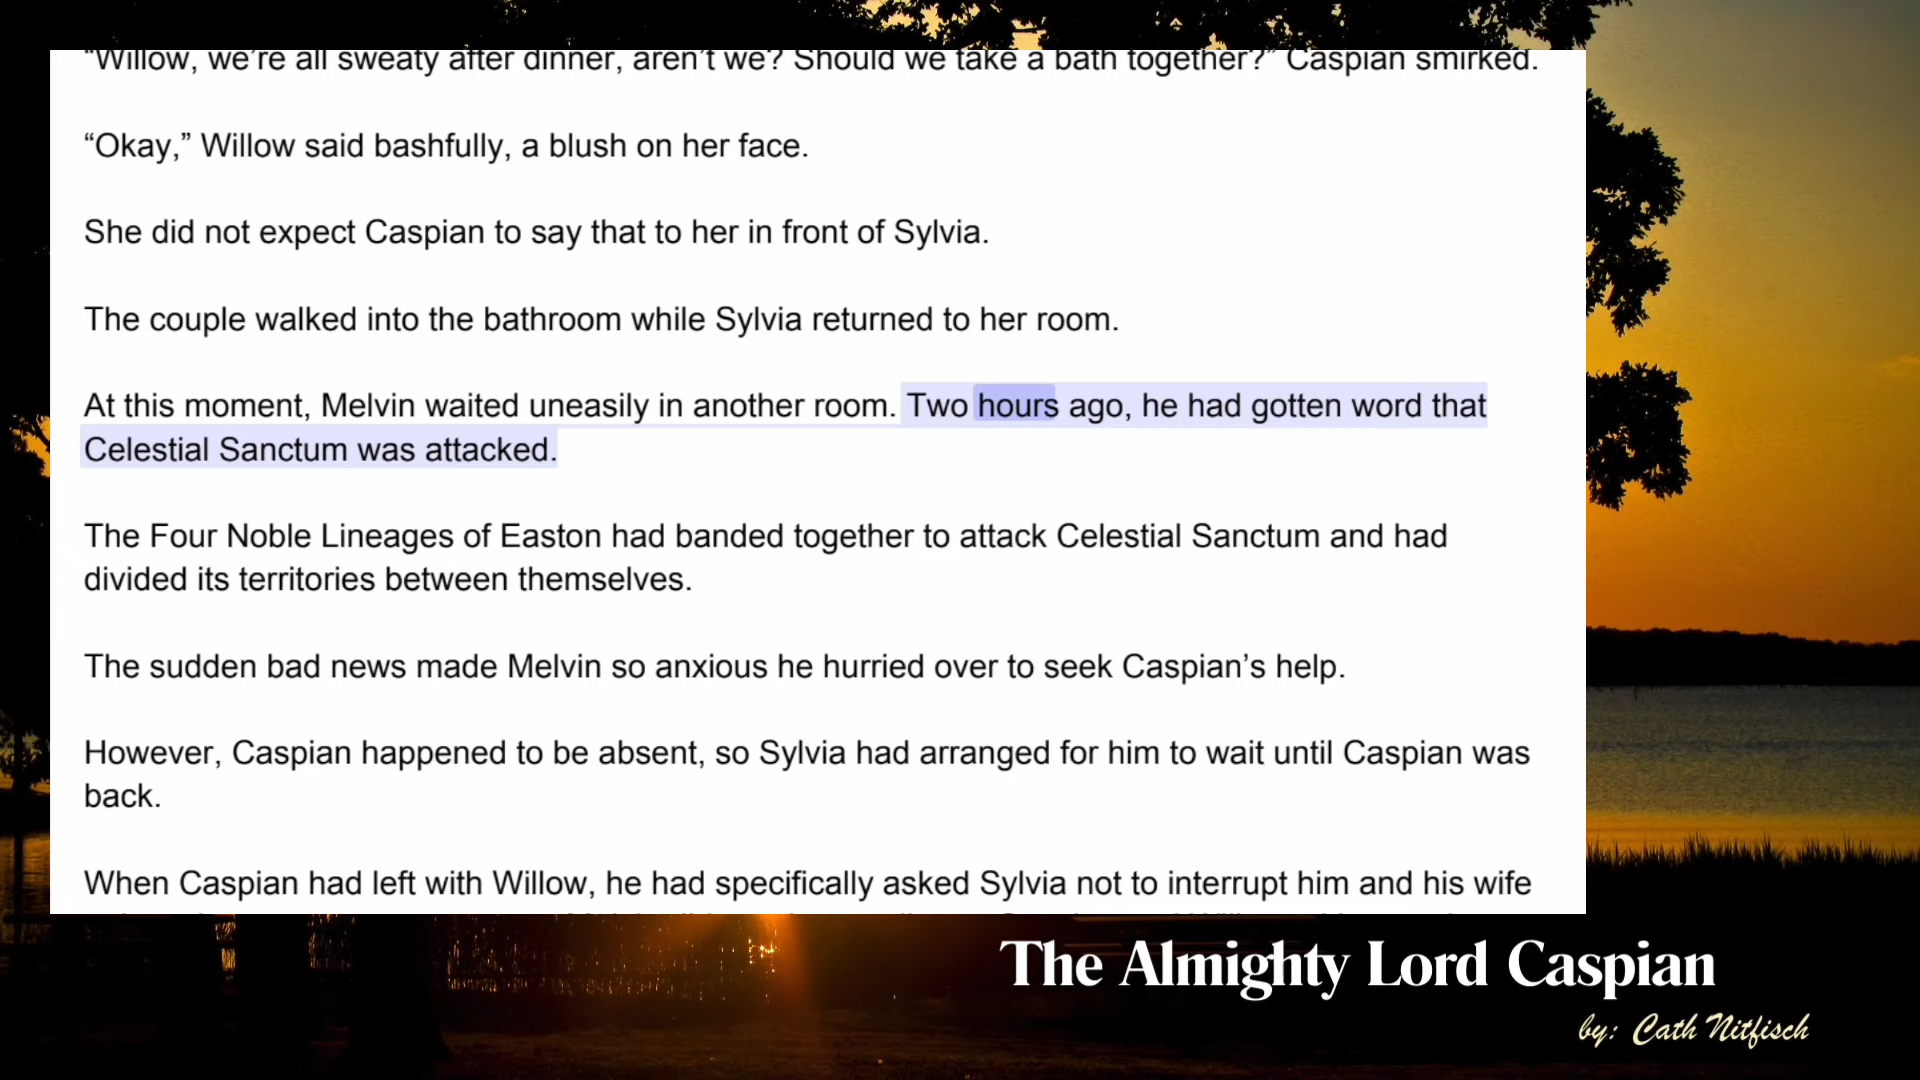 “Willow, we’re all sweaty after dinner, aren’t we? Should we take a bath together?” Caspian smirked.
“Okay,” Willow said bashfully, a blush on her face.
She did not expect Caspian to say that to her in front of Sylvia.
The couple walked into the bathroom while Sylvia returned to her room.
At this moment, Melvin waited uneasily in another room. Two hours ago, he had gotten word that
Celestial Sanctum was attacked.
The Four Noble Lineages of Easton had banded together to attack Celestial Sanctum and had
divided its territories between themselves.
The sudden bad news made Melvin so anxious he hurried over to seek Caspian’s help.
However, Caspian happened to be absent, so Sylvia had arranged for him to wait until Caspian was
back.
When Caspian had left with Willow, he had specifically asked Sylvia not to interrupt him and his wife
The Almighty Lord Caspian
by: Cath Nitfisch